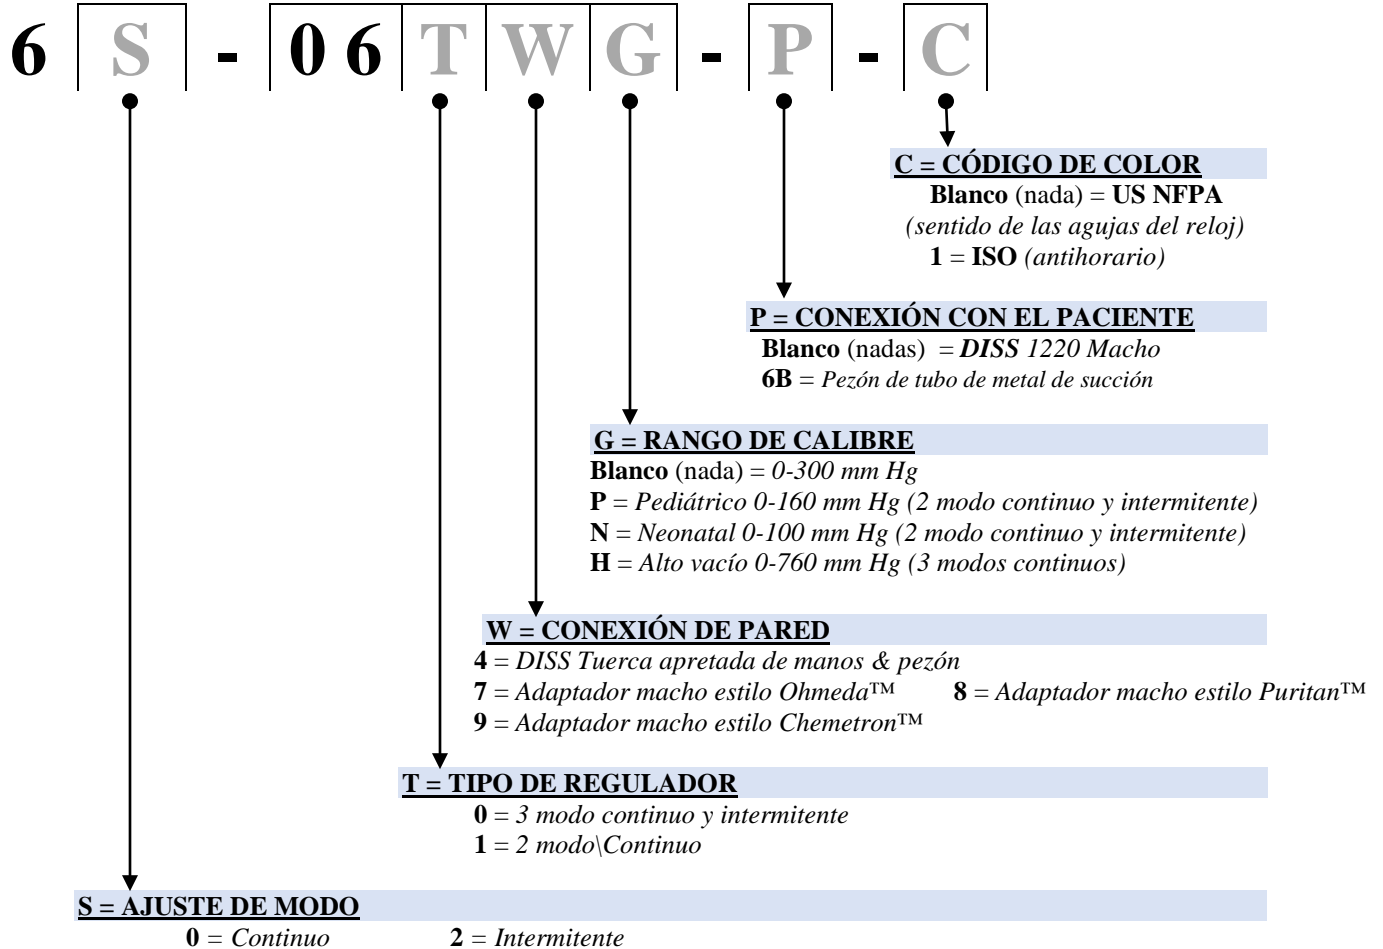 6 S - 0 6 T W G - P - C
C = CÓDIGO DE COLOR
Blanco (nada) = US NFPA
(sentido de las agujas del reloj)
1 = ISO (antihorario)
P = CONEXIÓN CON EL PACIENTE
Blanco (nadas) = DISS 1220 Macho
6B = Pezón de tubo de metal de succión
G = RANGO DE CALIBRE
Blanco (nada) = 0-300 mm Hg
P = Pediátrico 0-160 mm Hg (2 modo continuo y intermitente)
N = Neonatal 0-100 mm Hg (2 modo continuo y intermitente)
H = Alto vacío 0-760 mm Hg (3 modos continuos)
W = CONEXIÓN DE PARED
4 = DISS Tuerca apretada de manos & pezón
7 = Adaptador macho estilo Ohmeda™ 8 = Adaptador macho estilo Puritan™
9 = Adaptador macho estilo Chemetron™
T = TIPO DE REGULADOR
0 = 3 modo continuo y intermitente
1 = 2 modo\Continuo
S = AJUSTE DE MODO
0 = Continuo 2 = Intermitente